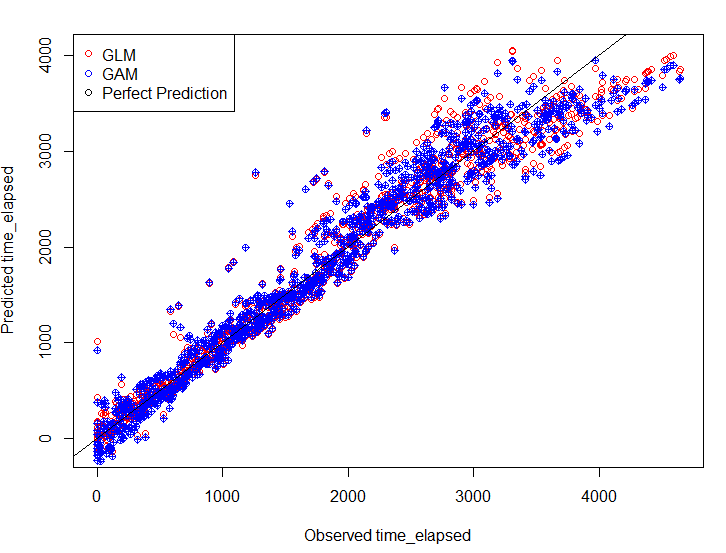 GLM
GAM
Perfect Prediction
Predicted time_elapsed
0
1000
2000
3000
4000
0
1000
2000
3000
4000
Observed time_elapsed